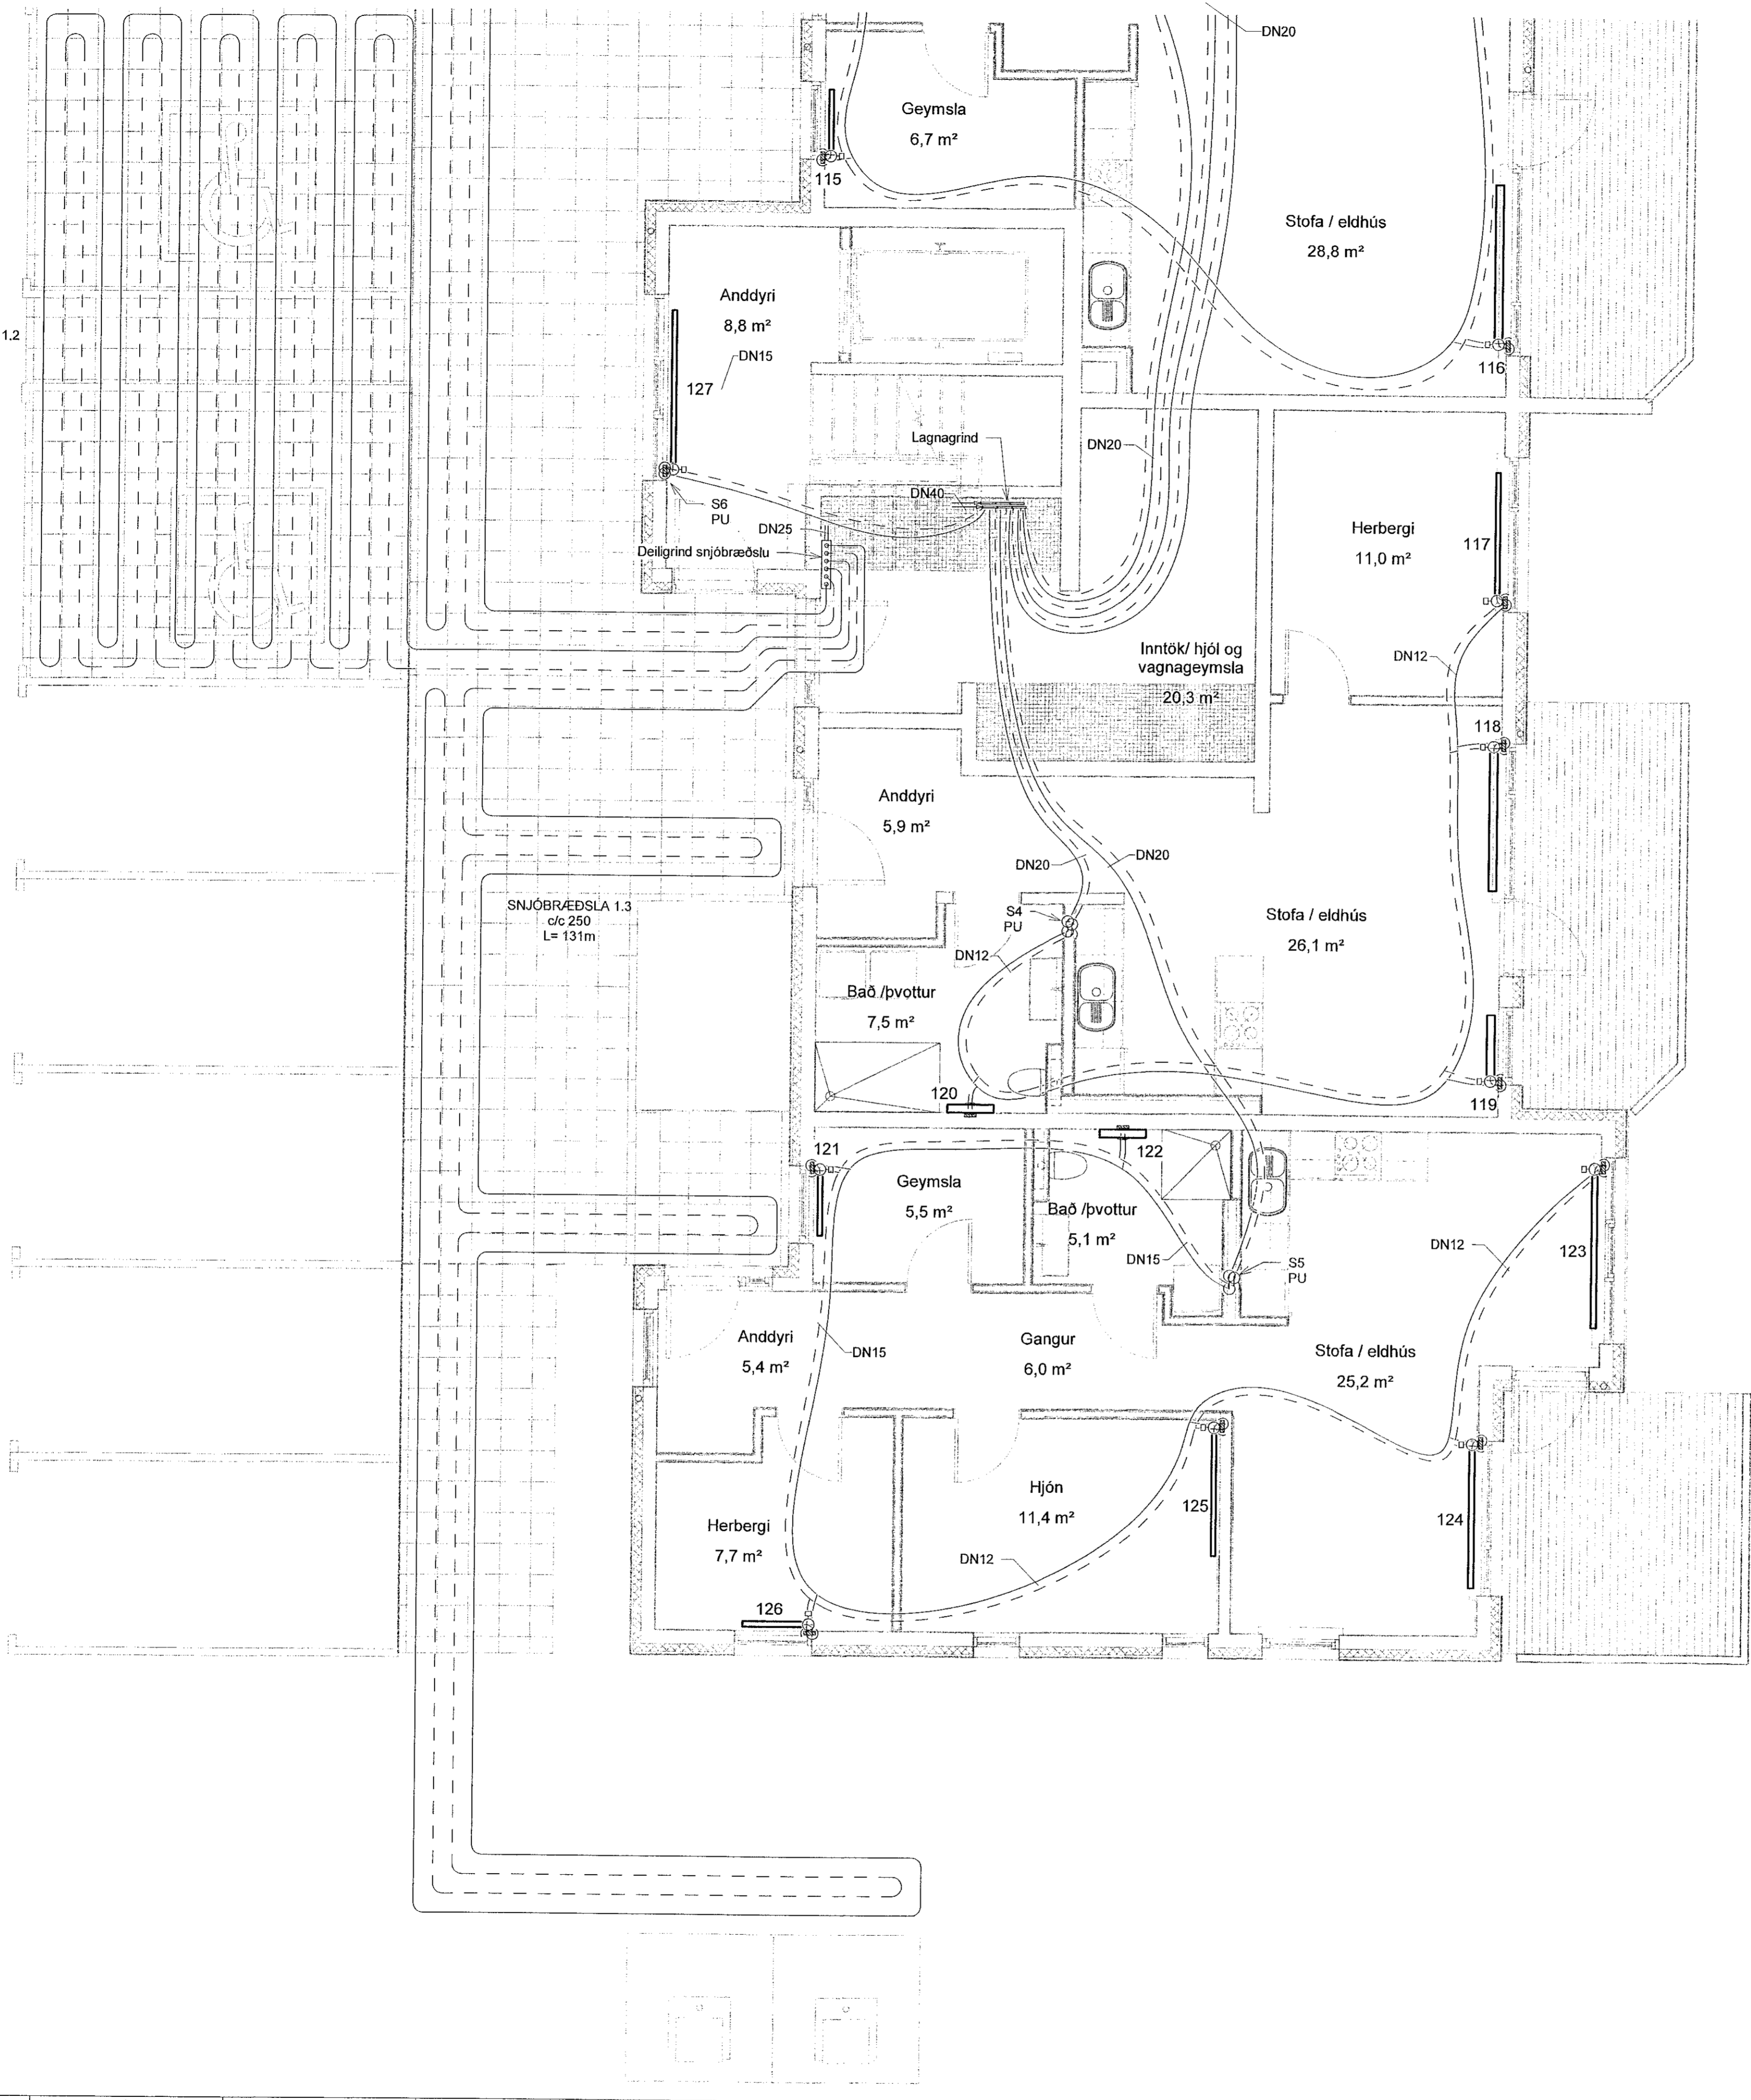 DN20
Geymsla
6,7 m²
115
Stofa / eldhús
28,8 m²
Anddyri
8,8 m²
1.2
DN15
116
127
Lagnagrind
DN20
DN40
S6
PU
DN25
Herbergi
11,0 m²
117
Deiligrind snjóbræðslu
Inntök/ hjól og
vagnageymsla
20,3 m²
DN12
118
Anddyri
5,9 m²
DN20
DN20
SNJÓBRÆÐSLA 1.3
c/c 250
L= 131m
S4
PU
Stofa / eldhús
26,1 m²
DN12
Bað /þvottur
7,5 m²
120
119
121
122
Geymsla
5,5 m²
Bað /þvottur
5,1 m²
DN15
S5
PU
DN12
123
Anddyri
5,4 m²
DN15
Gangur
6,0 m²
Stofa / eldhús
25,2 m²
Hjón
11,4 m²
125
124
Herbergi
7,7 m²
DN12
126